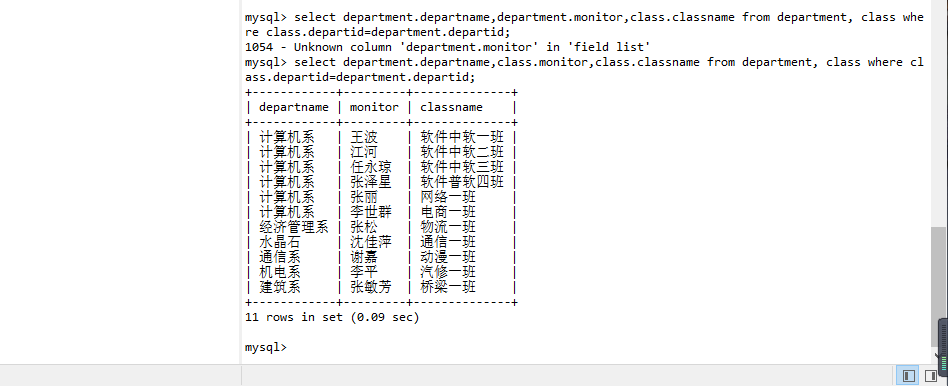 mysql> select department.departname,department.monitor,class.classname from department, class whe
re class.departid=department.departid;
1054 - Unknown column 'department.monitor' in 'field list'
mysql> select department.departname,class.monitor,class.classname from department, class where cl
ass.departid=department.departid;
+------------+---------+--------------+
| departname | monitor | classname    |
+------------+---------+--------------+
| 计算机系   | 王波    | 软件中软一班 |
| 计算机系   | 江河    | 软件中软二班 |
| 计算机系   | 任永琼  | 软件中软三班 |
| 计算机系   | 张泽星  | 软件普软四班 |
| 计算机系   | 张丽    | 网络一班     |
| 计算机系   | 李世群  | 电商一班     |
| 经济管理系 | 张松    | 物流一班     |
| 水晶石     | 沈佳萍  | 通信一班     |
| 通信系     | 谢嘉    | 动漫一班     |
| 机电系     | 李平    | 汽修一班     |
| 建筑系     | 张敏芳  | 桥梁一班     |
+------------+---------+--------------+
11 rows in set (0.09 sec)
mysql>